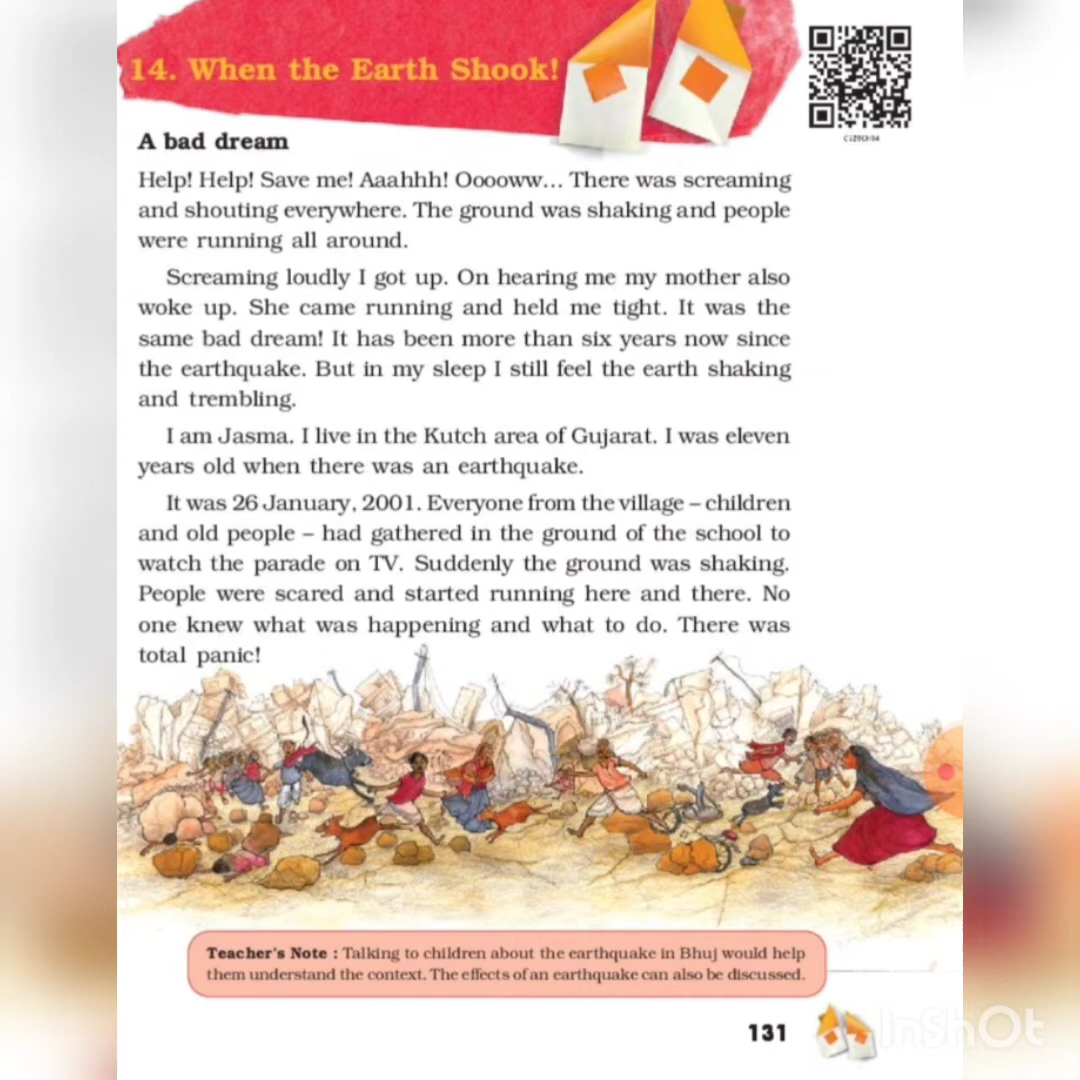 14. When the Earth Shook!
A bad dream
Help! Help! Save me! Aaahhh! Ooooww... There was screaming
and shouting everywhere. The ground was shaking and people
were running all around.
Screaming loudly I got up. On hearing me my mother also
woke up. She came running and held me tight. It was the
same bad dream! It has been more than six years now since
the earthquake. But in my sleep I still feel the earth shaking
and trembling.
I am Jasma. I live in the Kutch area of Gujarat. I was eleven
years old when there was an earthquake.
It was 26 January, 2001. Everyone from the village – children
and old people – had gathered in the ground of the school to
watch the parade on TV. Suddenly the ground was shaking.
People were scared and started running here and there. No
one knew what was happening and what to do. There was
total panic!
Teacher's Note : Talking to children about the earthquake in Bhuj would help
them understand the context. The effects of an earthquake can also be discussed.
131
InShOt